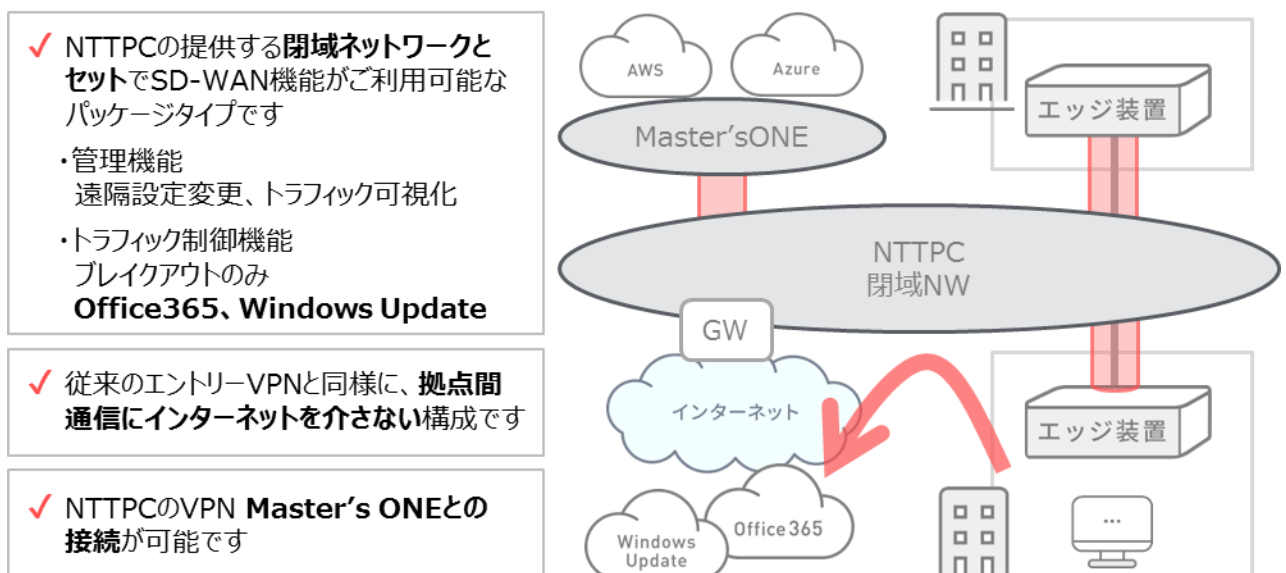 ✓ NTTPCの提供する閉域ネットワークと
セットでSD-WAN機能がご利用可能な
パッケージタイプです
・管理機能
遠隔設定変更、トラフィック可視化
・トラフィック制御機能
ブレイクアウトのみ
Office365、Windows Update
✓ 従来のエントリーVPNと同様に、拠点間
通信にインターネットを介さない構成です
✓ NTTPCのVPN Master's ONEとの
接続が可能です
AWS
Azure
Master'sONE
エッジ装置
NTTPC
閉域NW
GW
インターネット
エッジ装置
Office365
Windows
Update
...